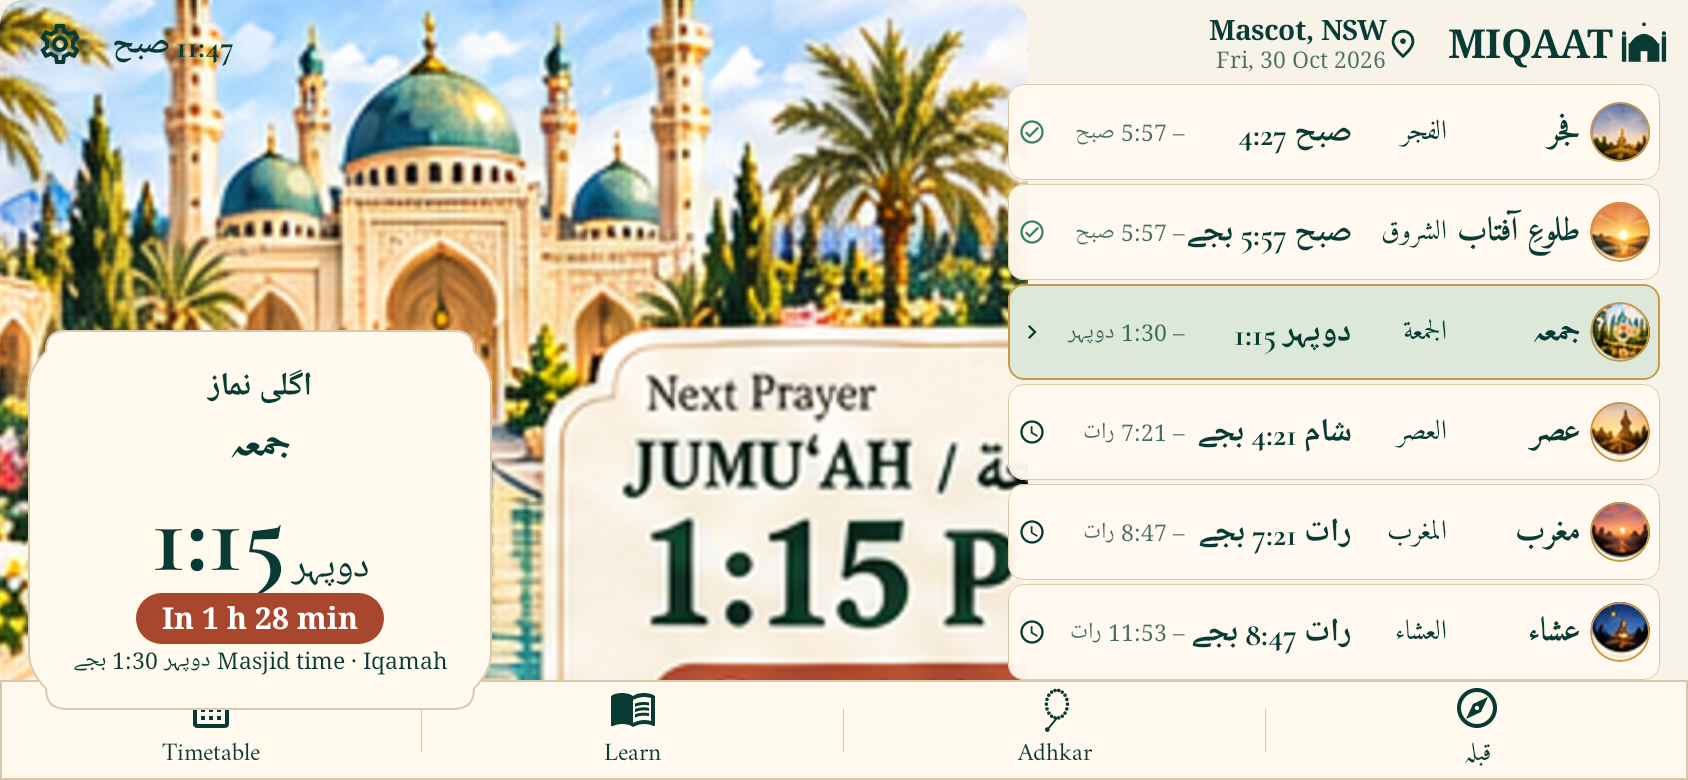 MIQAAT
Mascot, NSW
Fri, 30 Oct 2026
صبح 11:47
فجر الفجر صبح 4:27 – 5:57 صبح
طلوعِ آفتاب الشروق صبح 5:57 بجے – 5:57 صبح
جمعہ الجمعة دوپہر 1:15 – 1:30 دوپہر
عصر العصر شام 4:21 بجے – 7:21 رات
مغرب المغرب رات 7:21 بجے – 8:47 رات
عشاء العشاء رات 8:47 بجے – 11:53 رات
Next Prayer
JUMU‘AH /
1:15 P
اگلی نماز
جمعہ
1:15 دوپہر
In 1 h 28 min
Masjid time · Iqamah دوپہر 1:30 بجے
Timetable
Learn
Adhkar
قبلہ